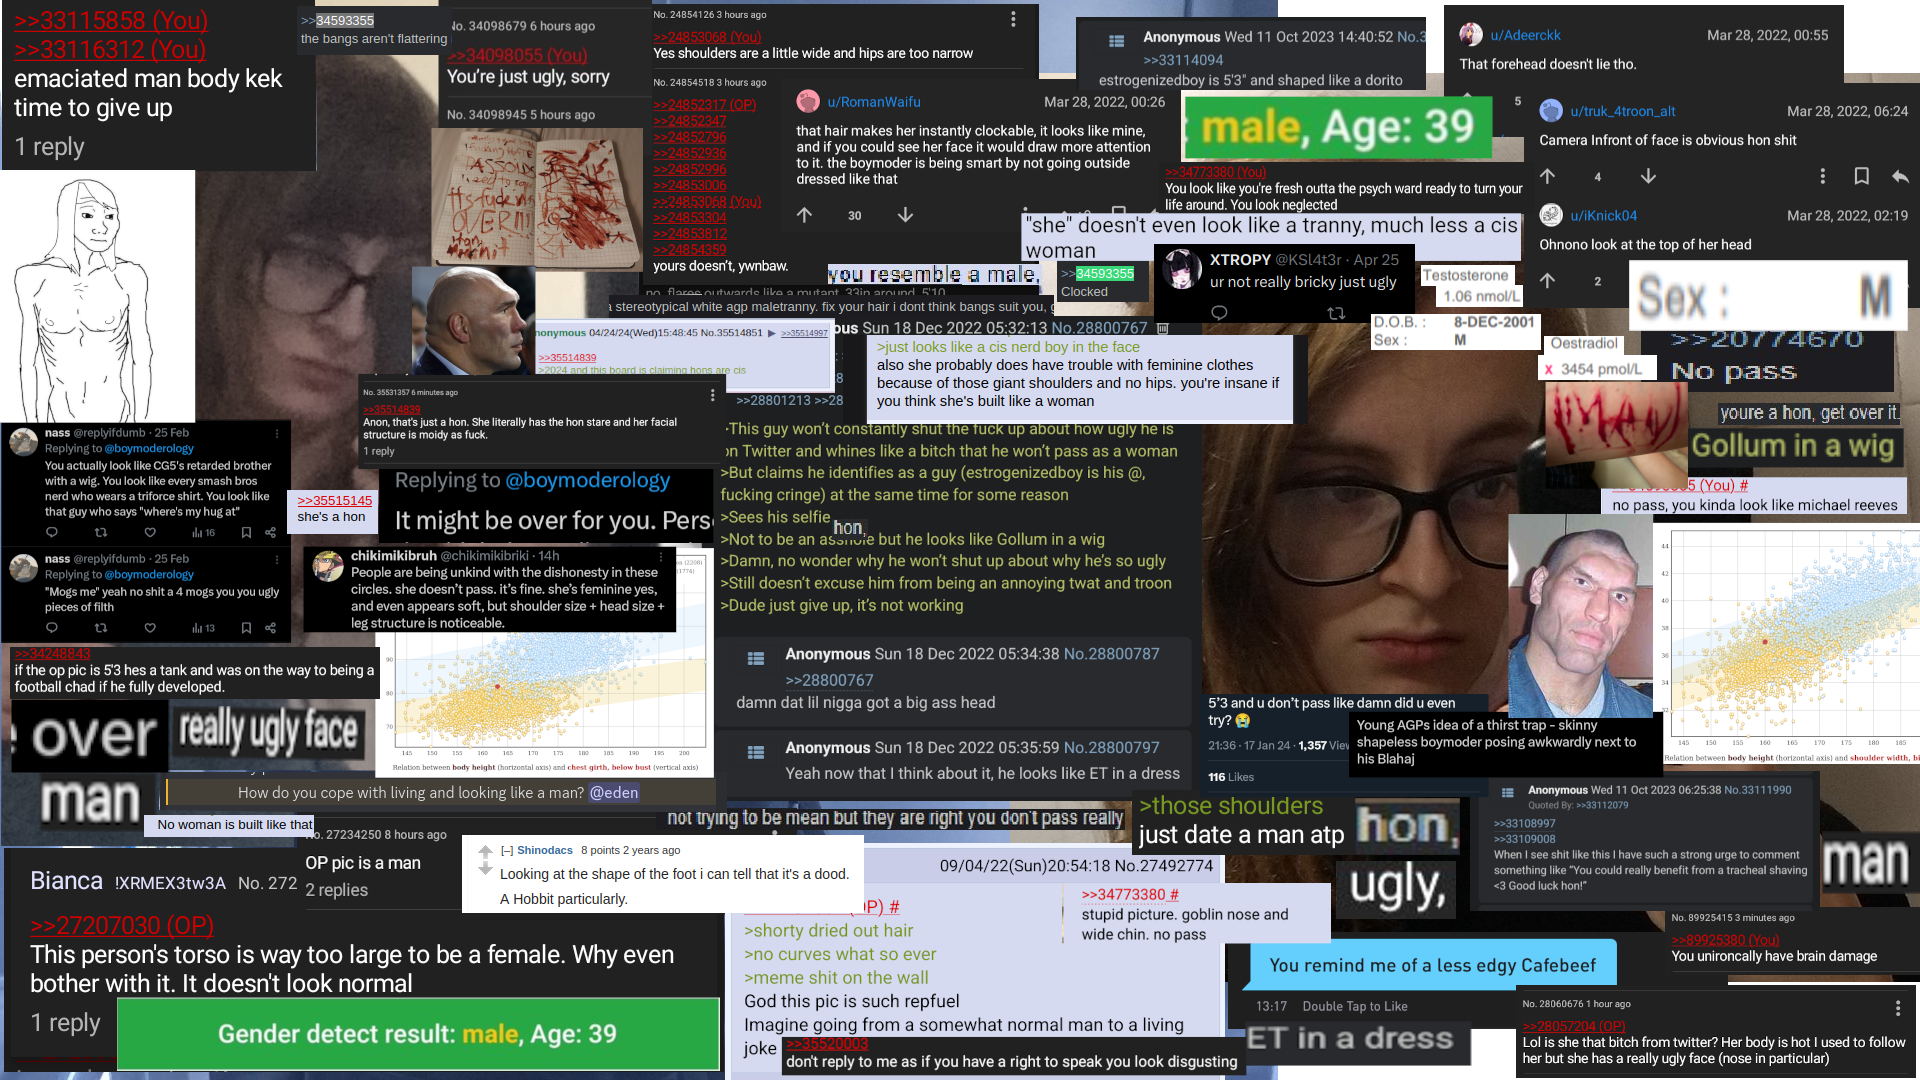 >>33115858 (You)
>>33116312 (You)
emaciated man body kek
time to give up
1 reply
>>34593355
the bangs aren't flattering
No. 34098679 6 hours ago
>>34098055 (You)
You're just ugly, sorry
No. 34098945 5 hours ago
No. 24854126 3 hours ago
>>24853068 (You)
Yes shoulders are a little wide and hips are too narrow
No. 24854518 3 hours ago
>>24852317 (OP)
>>24852347
>>24852796
>>24852936
>>24852996
>>24853006
>>24853068 (You)
>>24853304
>>24853812
>>24854359
yours doesn't, ywnbaw.
u/RomanWaifu Mar 28, 2022, 00:26
that hair makes her instantly clockable, it looks like mine,
and if you could see her face it would draw more attention
to it. the boymoder is being smart by not going outside
dressed like that
30
Anonymous Wed 11 Oct 2023 14:40:52 No.3
>>33114094
estrogenizedboy is 5'3" and shaped like a dorito
: male, Age: 39
u/Adeerckk Mar 28, 2022, 00:55
That forehead doesn't lie tho.
5
u/truk_4troon_alt Mar 28, 2022, 06:24
Camera Infront of face is obvious hon shit
4
u/iKnick04 Mar 28, 2022, 02:19
Ohnono look at the top of her head
2
>>34773380 (You)
You look like you're fresh outta the psych ward ready to turn your
life around. You look neglected
"she" doesn't even look like a tranny, much less a cis
woman
you resemble a male.
>>34593355
Clocked
XTROPY @KSl4t3r · Apr 25
ur not really bricky just ugly
Testosterone
1.06 nmol/L
D.O.B. : 8-DEC-2001
Sex : M
Sex : M
Oestradiol
x 3454 pmol/L
>>20774670
No pass
youre a hon, get over it.
Gollum in a wig
(You) #
no pass, you kinda look like michael reeves
no, flaree outwards like a mutant, 33in around, 5'10
a stereotypical white agp maletranny. fix your hair i dont think bangs suit you,
nonymous 04/24/24(Wed)15:48:45 No.35514851 >>35514997
>>35514839
>2024 and this board is claiming hons are cis
ous Sun 18 Dec 2022 05:32:13 No.28800767
>just looks like a cis nerd boy in the face
also she probably does have trouble with feminine clothes
because of those giant shoulders and no hips. you're insane if
you think she's built like a woman
>>28801213 >>28
No. 35531357 6 minutes ago
>>35514839
Anon, that's just a hon. She literally has the hon stare and her facial
structure is moidy as fuck.
1 reply
>This guy won't constantly shut the fuck up about how ugly he is
on Twitter and whines like a bitch that he won't pass as a woman
>But claims he identifies as a guy (estrogenizedboy is his @,
fucking cringe) at the same time for some reason
>Sees his selfie
hon,
>Not to be an asshole but he looks like Gollum in a wig
>Damn, no wonder why he won't shut up about why he's so ugly
>Still doesn't excuse him from being an annoying twat and troon
>Dude just give up, it's not working
nass @replyifdumb · 25 Feb
Replying to @boymoderology
You actually look like CG5's retarded brother
with a wig. You look like every smash bros
nerd who wears a triforce shirt. You look like
that guy who says "where's my hug at"
16
nass @replyifdumb · 25 Feb
Replying to @boymoderology
"Mogs me" yeah no shit a 4 mogs you you ugly
pieces of filth
13
>>35515145
she's a hon
Replying to @boymoderology
It might be over for you. Pers
chikimikibruh @chikimikibriki · 14h
People are being unkind with the dishonesty in these
circles. she doesn't pass. it's fine. she's feminine yes,
and even appears soft, but shoulder size + head size +
leg structure is noticeable.
90
80
70
145 150 155 160 165 170 175 180 185 190 195 200
Relation between body height (horizontal axis) and chest girth, below bust (vertical axis)
>>34248843
if the op pic is 5'3 hes a tank and was on the way to being a
football chad if he fully developed.
over
really ugly face
man
No woman is built like that
How do you cope with living and looking like a man? @eden
Anonymous Sun 18 Dec 2022 05:34:38 No.28800787
>>28800767
damn dat lil nigga got a big ass head
Anonymous Sun 18 Dec 2022 05:35:59 No.28800797
Yeah now that I think about it, he looks like ET in a dress
5'3 and u don't pass like damn did u even
try? 😭
21:36 · 17 Jan 24 · 1,357 View
116 Likes
Young AGPs idea of a thirst trap - skinny
shapeless boymoder posing awkwardly next to
his Blahaj
44
42
40
38
36
34
32
145 150 155 160 165 170 175 180 185
Relation between body height (horizontal axis) and shoulder width, bi
not trying to be mean but they are right you don't pass really
>those shoulders
just date a man atp
hon,
ugly,
Anonymous Wed 11 Oct 2023 06:25:38 No.33111990
Quoted By: >>33112079
>>33108997
>>33109008
When I see shit like this I have such a strong urge to comment
something like "You could really benefit from a tracheal shaving
<3 Good luck hon!"
man
No. 27234250 8 hours ago
OP pic is a man
2 replies
[–] Shinodacs 8 points 2 years ago
Looking at the shape of the foot i can tell that it's a dood.
A Hobbit particularly.
Bianca !XRMEX3tw3A No. 272
>>27207030 (OP)
This person's torso is way too large to be a female. Why even
bother with it. It doesn't look normal
1 reply
Gender detect result: male, Age: 39
09/04/22(Sun)20:54:18 No.27492774
(OP) #
>shorty dried out hair
>no curves what so ever
>meme shit on the wall
God this pic is such repfuel
Imagine going from a somewhat normal man to a living
joke
>>34773380 #
stupid picture. goblin nose and
wide chin. no pass
>>35520003
don't reply to me as if you have a right to speak you look disgusting
You remind me of a less edgy Cafebeef
13:17 Double Tap to Like
ET in a dress
No. 89925415 3 minutes ago
>>89925380 (You)
You unironcally have brain damage
No. 28060676 1 hour ago
>>28057204 (OP)
Lol is she that bitch from twitter? Her body is hot I used to follow
her but she has a really ugly face (nose in particular)